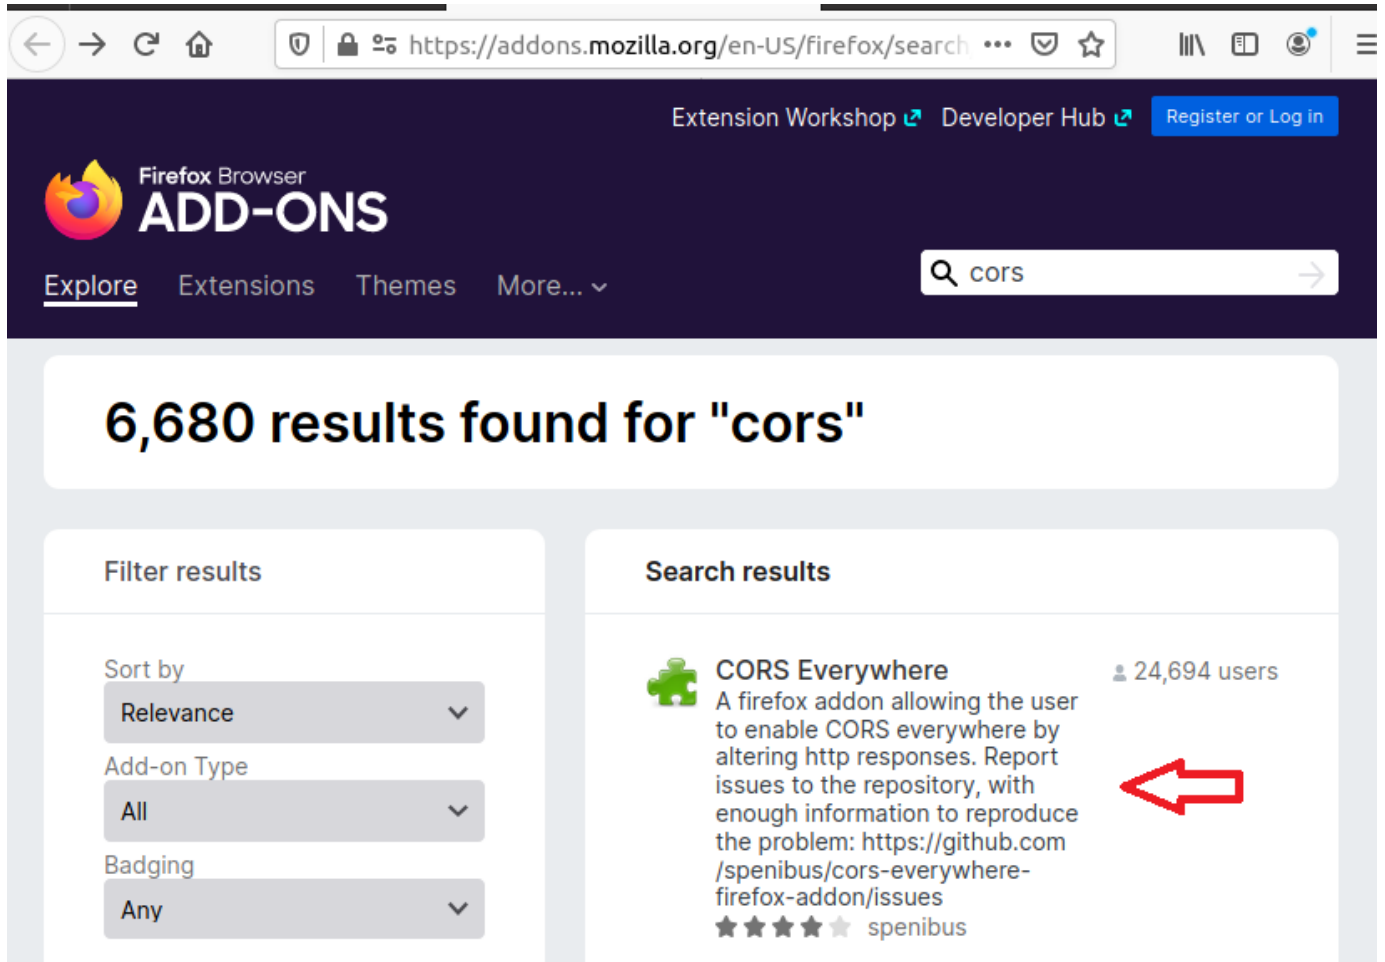 https://addons.mozilla.org/en-US/firefox/search
Extension Workshop Developer Hub Register or Log in
Firefox Browser
ADD-ONS
Explore Extensions Themes More...
cors
6,680 results found for "cors"
Filter results
Sort by
Relevance
Add-on Type
All
Badging
Any
Search results
CORS Everywhere
24,694 users
A firefox addon allowing the user
to enable CORS everywhere by
altering http responses. Report
issues to the repository, with
enough information to reproduce
the problem: https://github.com
/spenibus/cors-everywhere-
firefox-addon/issues
spenibus